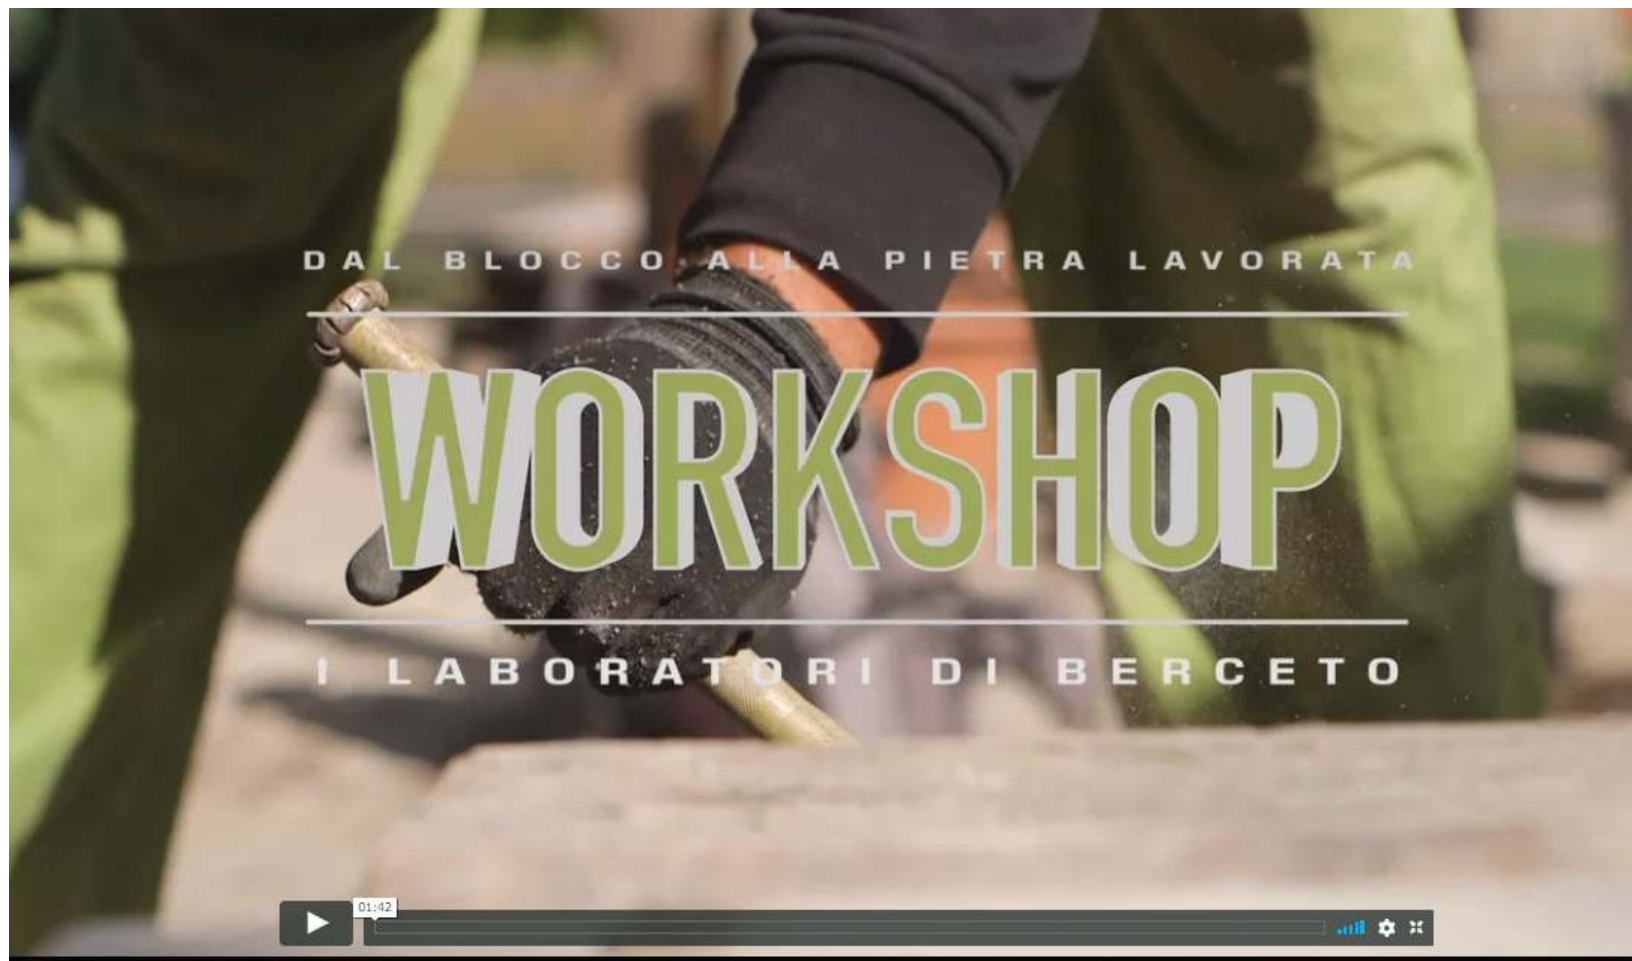 DAL BLOCCO ALLA PIETRA LAVORATA
WORKSHOP
I LABORATORI DI BERCETO
01:42